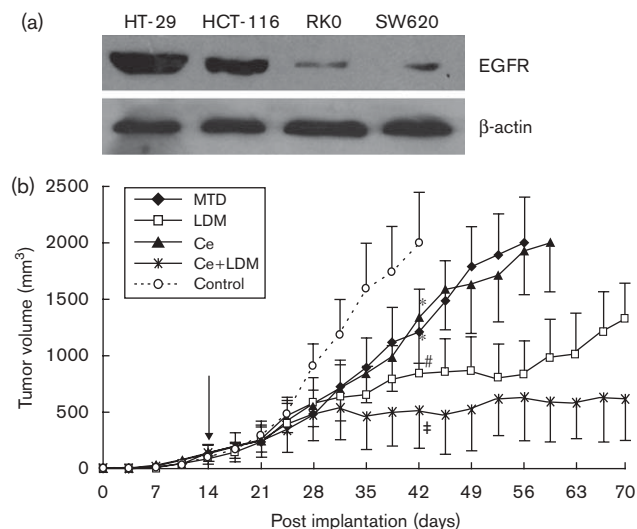 (a)
HT-29 HCT-116 RK0 SW620
EGFR
β-actin
(b)
2500
2000
1500
1000
500
0
Tumor volume (mm³)
MTD
LDM
Ce
Ce+LDM
Control
*
*
#
‡
0 7 14 21 28 35 42 49 56 63 70
Post implantation (days)